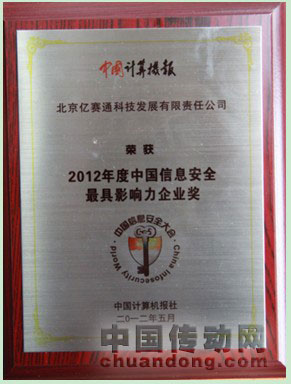 中国计算机报
北京亿赛通科技发展有限责任公司
荣获
2012年度中国信息安全
最具影响力企业奖
·中国信息安全大会·
China Infosecurity World
中国计算机报社
二〇一二年五月
中国传动网
chuandong.com